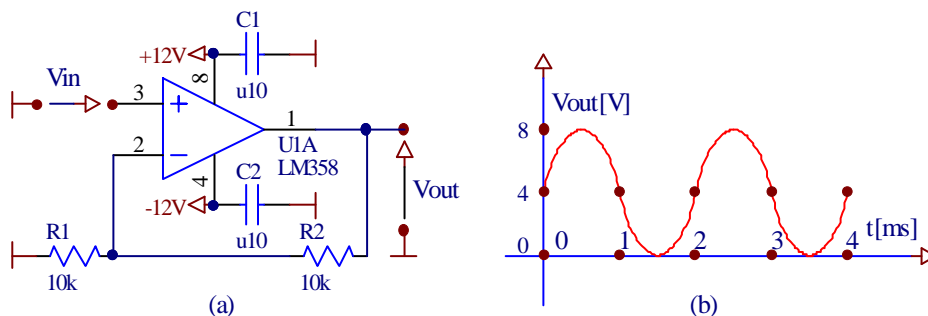 C1
+12V
u10
8
Vin
3
+
1
2
−
U1A
LM358
4
C2
-12V
u10
Vout
R1
10k
R2
10k
(a)
Vout[V]
8
4
0
0
1
2
3
4
t[ms]
(b)